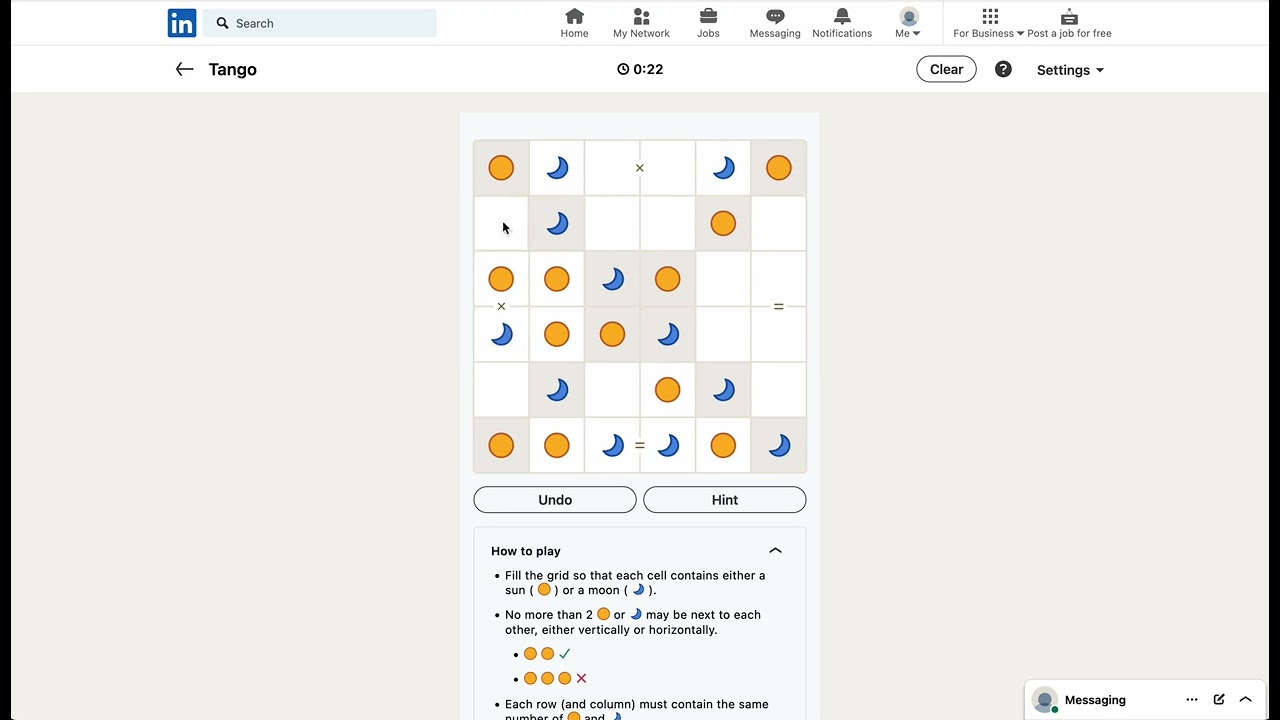 in
Search
Home
My Network
Jobs
Messaging
Notifications
Me
For Business
Post a job for free
Tango
0:22
Clear
?
Settings
×
× =
=
Undo
Hint
How to play
• Fill the grid so that each cell contains either a
sun ( ) or a moon ( ).
• No more than 2 or may be next to each
other, either vertically or horizontally.
• Each row (and column) must contain the same
number of and
Messaging